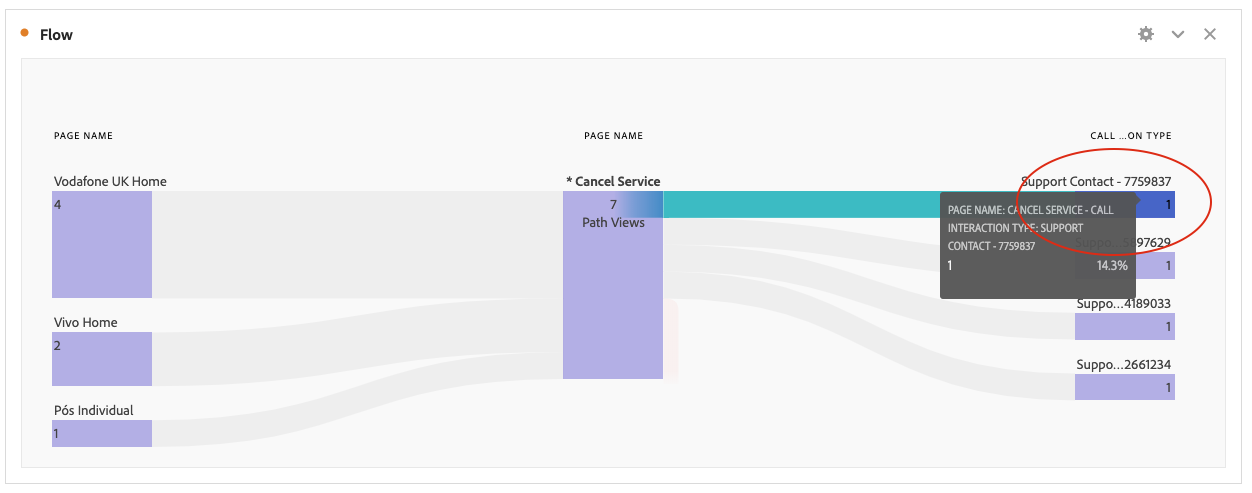 Flow
PAGE NAME
PAGE NAME
CALL ...ON TYPE
Vodafone UK Home
4
* Cancel Service
7
Path Views
Support Contact - 7759837
1
PAGE NAME: CANCEL SERVICE - CALL
INTERACTION TYPE: SUPPORT
CONTACT - 7759837
1 14.3%
Suppo...5897629
1
Vivo Home
2
Suppo...4189033
1
Suppo...2661234
1
Pós Individual
1